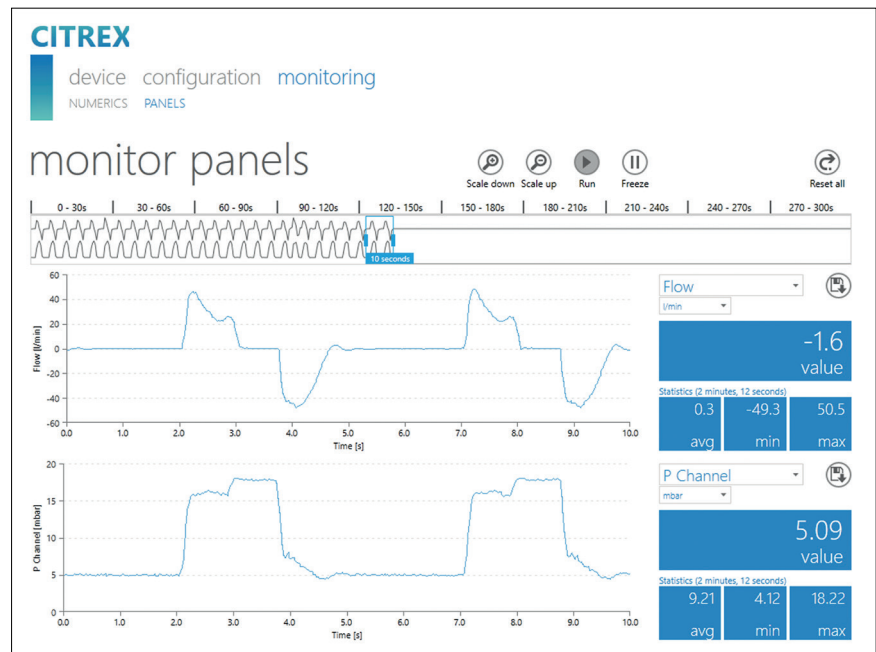 CITREX
device configuration monitoring
NUMERICS PANELS
monitor panels
Scale down Scale up Run Freeze Reset all
0 - 30s 30 - 60s 60 - 90s 90 - 120s 120 - 150s 150 - 180s 180 - 210s 210 - 240s 240 - 270s 270 - 300s
10 seconds
Flow [l/min]
60
40
20
0
-20
-40
-60
0.0 1.0 2.0 3.0 4.0 5.0 6.0 7.0 8.0 9.0 10.0
Time [s]
Flow
l/min
-1.6
value
Statistics (2 minutes, 12 seconds)
0.3 -49.3 50.5
avg min max
P Channel [mbar]
20
15
10
5
0
0.0 1.0 2.0 3.0 4.0 5.0 6.0 7.0 8.0 9.0 10.0
Time [s]
P Channel
mbar
5.09
value
Statistics (2 minutes, 12 seconds)
9.21 4.12 18.22
avg min max